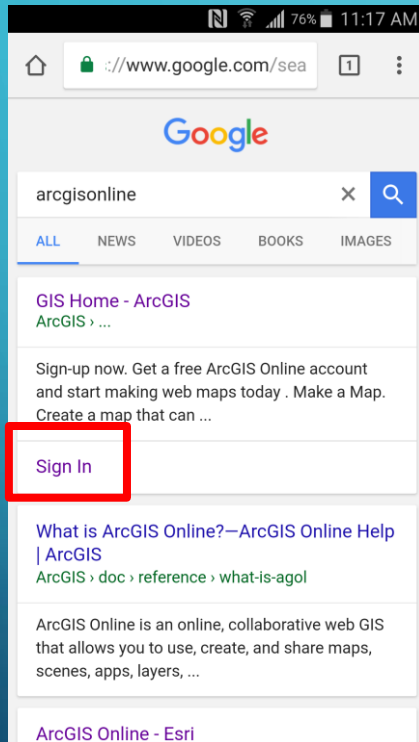 76% 11:17 AM
://www.google.com/sea 1
Google
arcgisonline
ALL NEWS VIDEOS BOOKS IMAGES
GIS Home - ArcGIS
ArcGIS › ...
Sign-up now. Get a free ArcGIS Online account
and start making web maps today . Make a Map.
Create a map that can ...
Sign In
What is ArcGIS Online?—ArcGIS Online Help
| ArcGIS
ArcGIS › doc › reference › what-is-agol
ArcGIS Online is an online, collaborative web GIS
that allows you to use, create, and share maps,
scenes, apps, layers, ...
ArcGIS Online - Esri